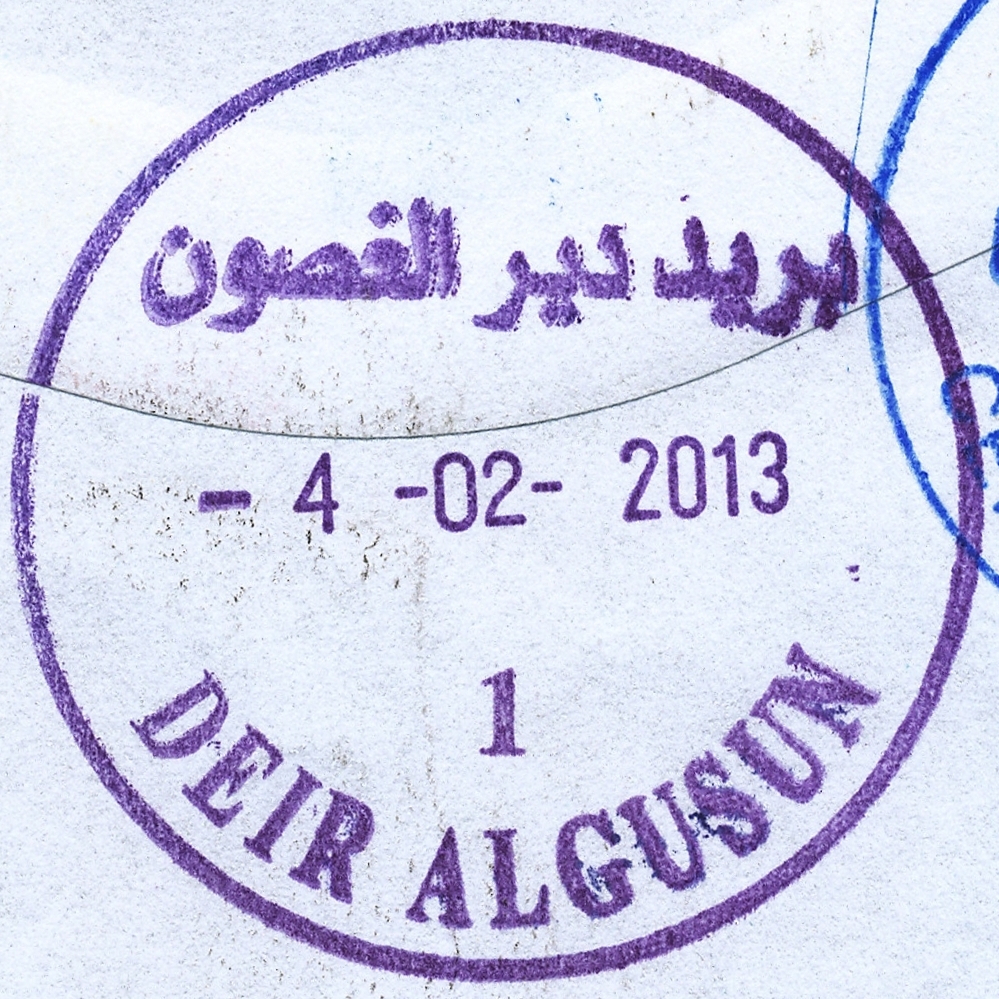 بريد دير الغصون
- 4 -02- 2013
1
DEIR ALGUSUN